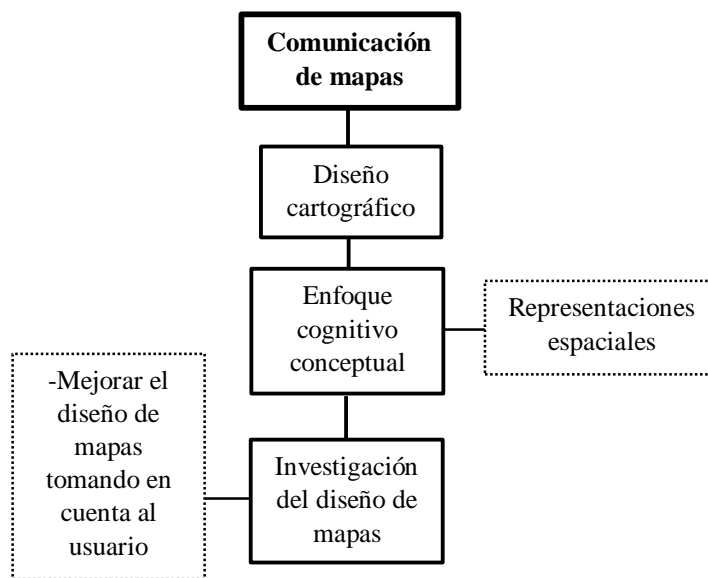 Comunicación
de mapas
Diseño
cartográfico
Enfoque
cognitivo
conceptual
Representaciones
espaciales
-Mejorar el
diseño de
mapas
tomando en
cuenta al
usuario
Investigación
del diseño de
mapas